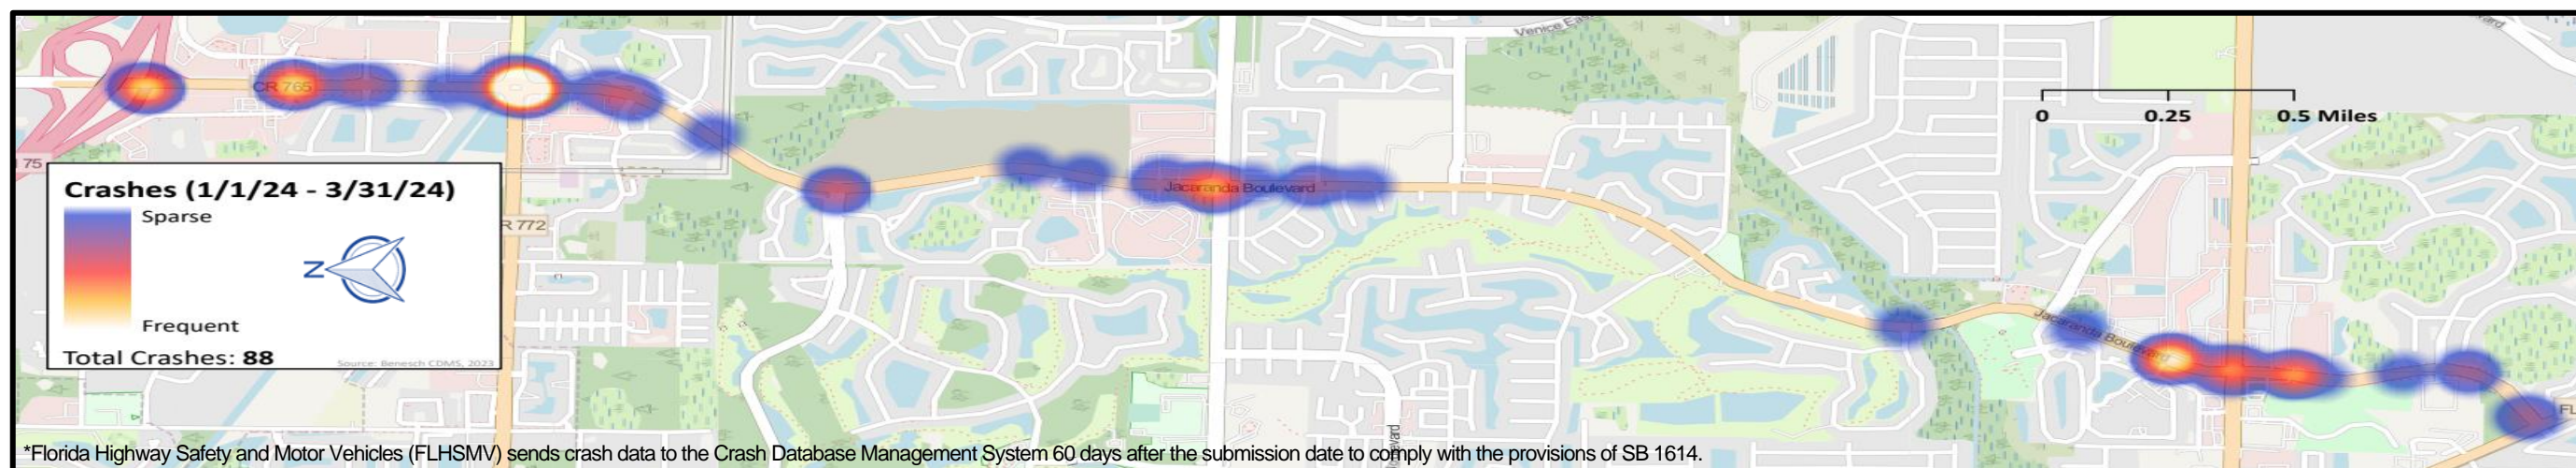 Venice Eas
CR 765
0 0.25 0.5 Miles
75
Crashes (1/1/24 - 3/31/24)
Sparse
Jacaranda Boulevard
R 772
N
Frequent
Jacaranda Boulevard
Total Crashes: 88
Source: Benesch CDMS, 2023
FL
*Florida Highway Safety and Motor Vehicles (FLHSMV) sends crash data to the Crash Database Management System 60 days after the submission date to comply with the provisions of SB 1614.